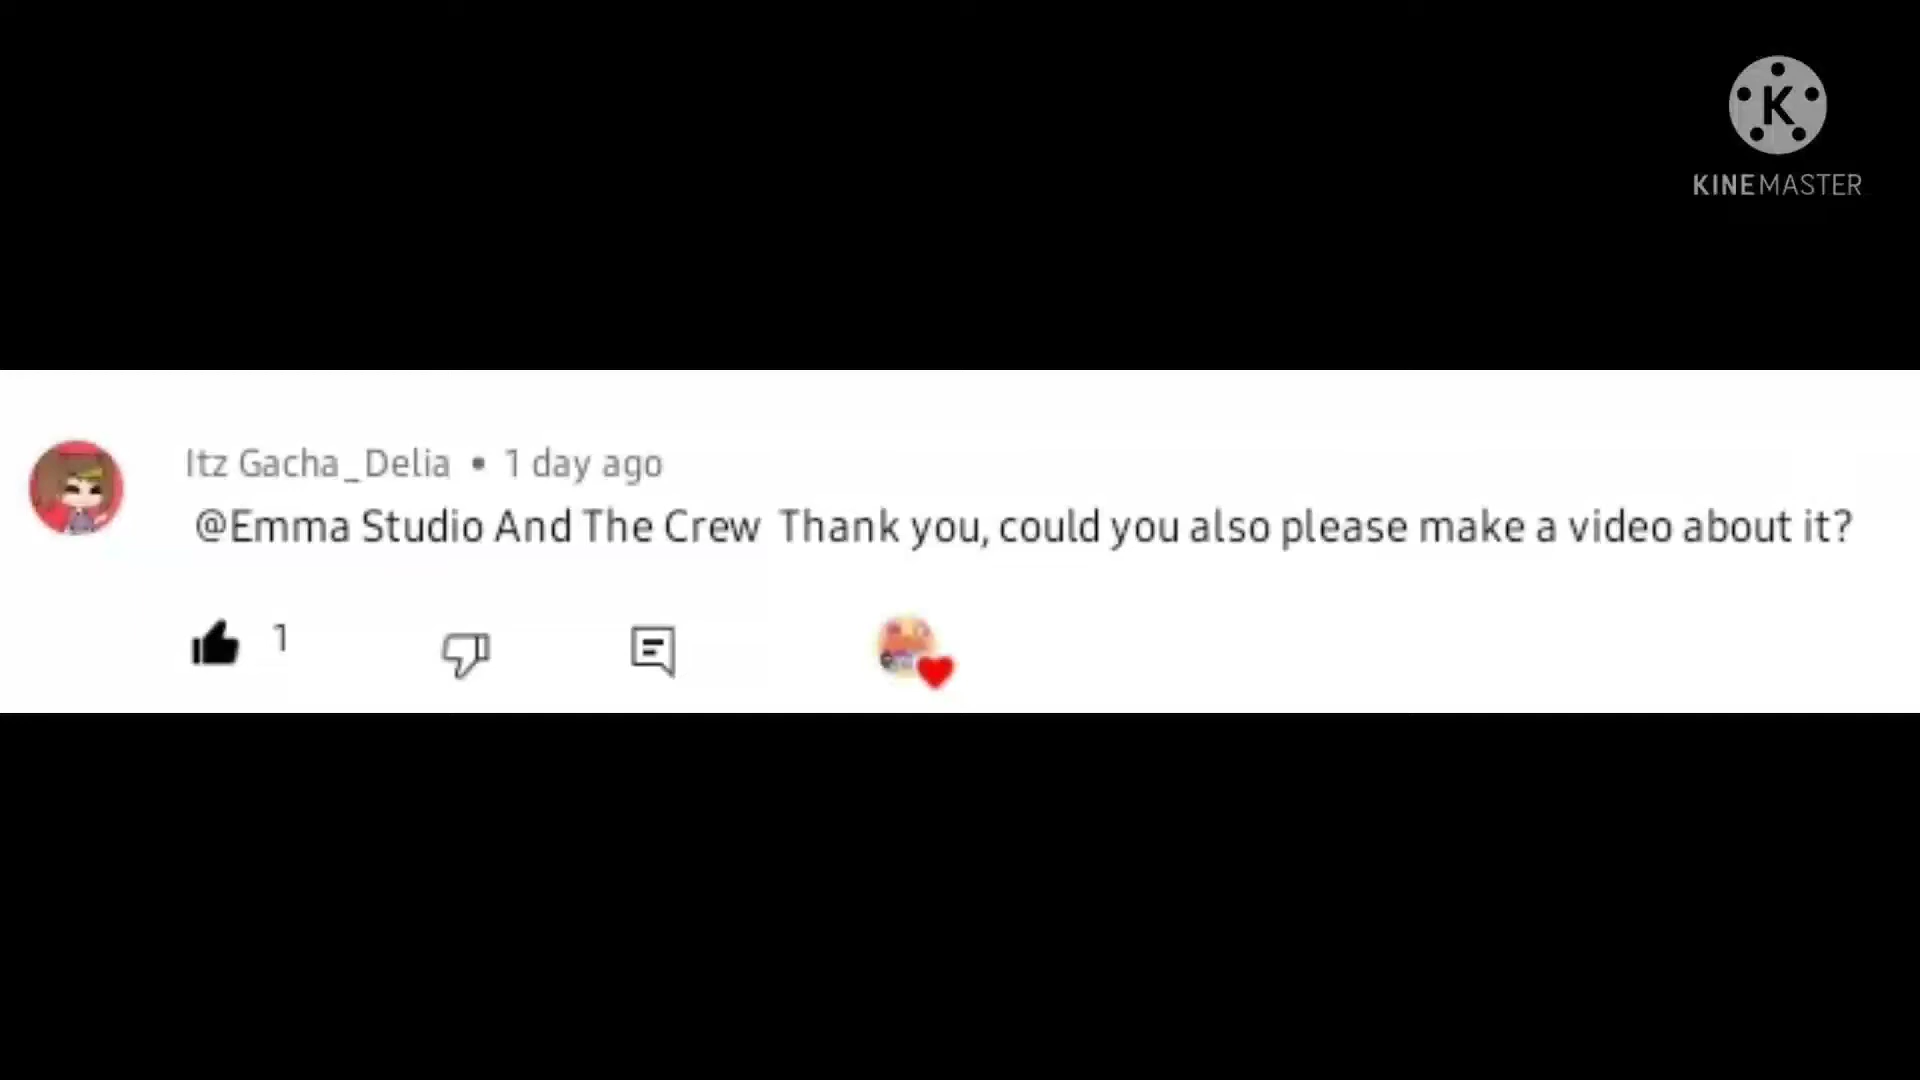 K
KINEMASTER
Itz Gacha_Delia • 1 day ago
@Emma Studio And The Crew Thank you, could you also please make a video about it?
1